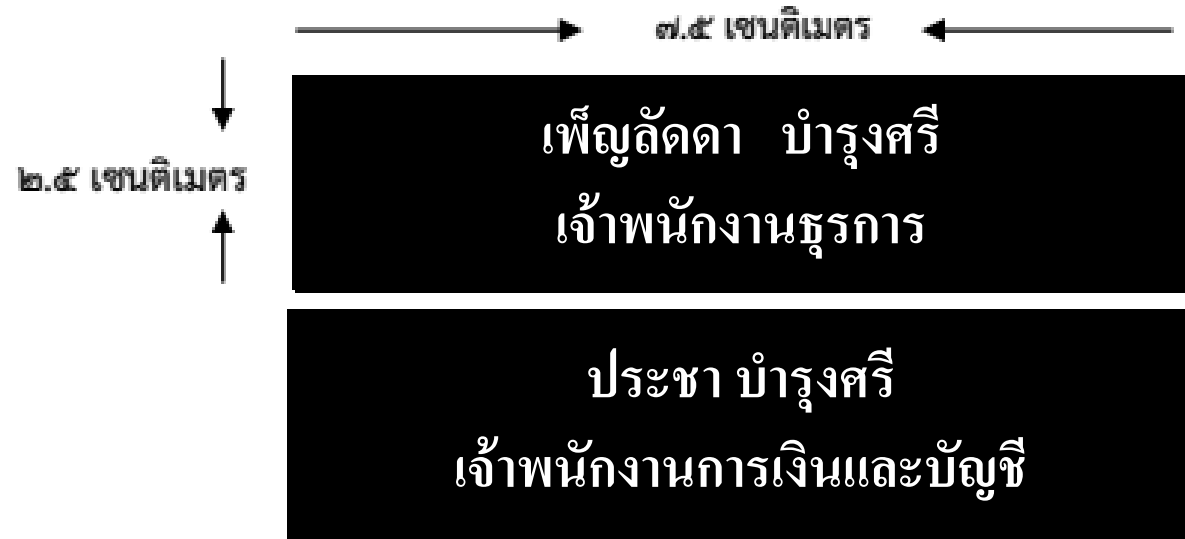 ๗.๕ เซนติเมตร
เพ็ญลัดดา บำรุงศรี
๒.๕ เซนติเมตร
เจ้าพนักงานธุรการ
ประชา บำรุงศรี
เจ้าพนักงานการเงินและบัญชี